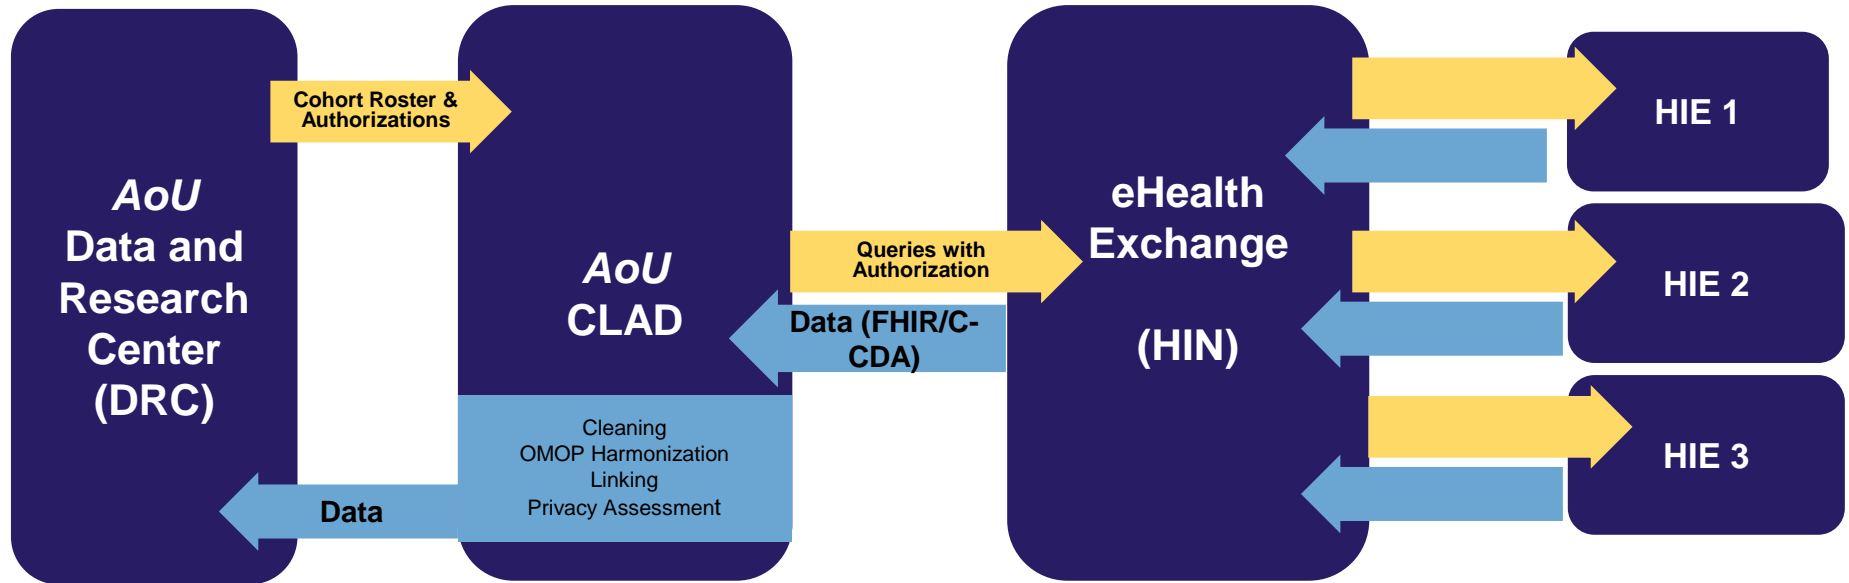 AoU
Data and
Research
Center
(DRC)
Cohort Roster &
Authorizations
Data
AoU
CLAD
Cleaning
OMOP Harmonization
Linking
Privacy Assessment
Queries with
Authorization
Data (FHIR/C-
CDA)
eHealth
Exchange
(HIN)
HIE 1
HIE 2
HIE 3